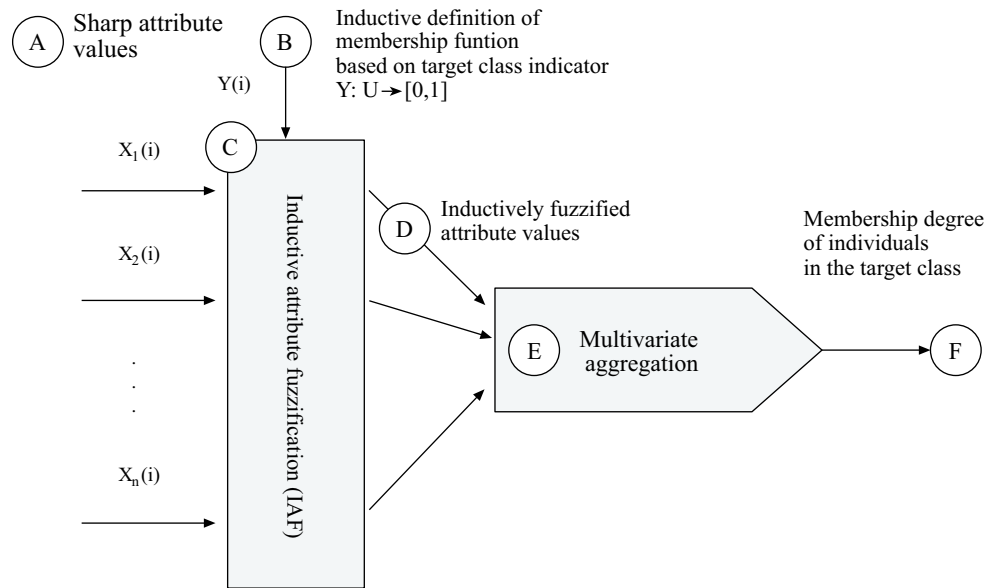 A
Sharp attribute
values
B
Inductive definition of
membership funtion
based on target class indicator
Y: U→[0,1]
Y(i)
C
X1(i)
X2(i)
.
.
.
Xn(i)
Inductive attribute fuzzification (IAF)
D
Inductively fuzzified
attribute values
E
Multivariate
aggregation
Membership degree
of individuals
in the target class
F